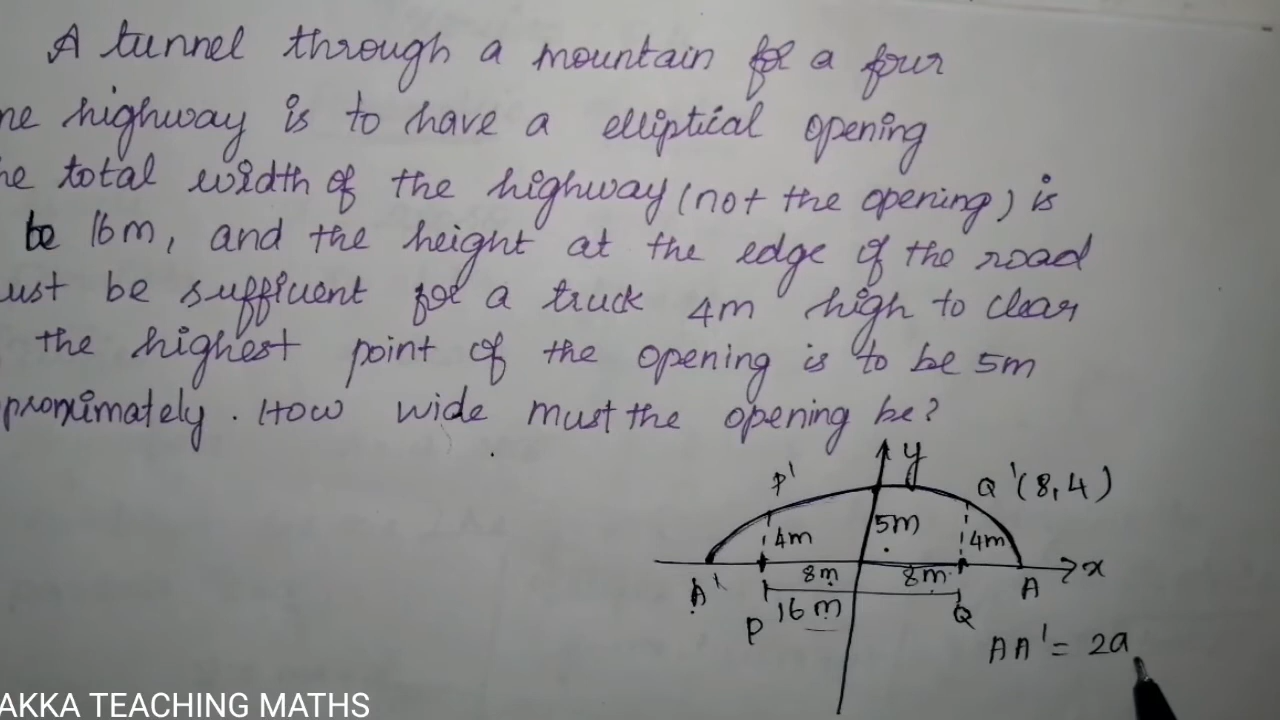 A tunnel through a mountain for a four
ne highway is to have a elliptical opening
he total width of the highway (not the opening) is
be 16m, and the height at the edge of the road
ust be sufficient for a truck 4m high to clear
the highest point of the opening is to be 5m
pproximately. How wide must the opening be?
y
P' Q'(8,4)
5m
4m 4m
8m 8m x
A' A
16m
P Q
AA' = 2a
AKKA TEACHING MATHS